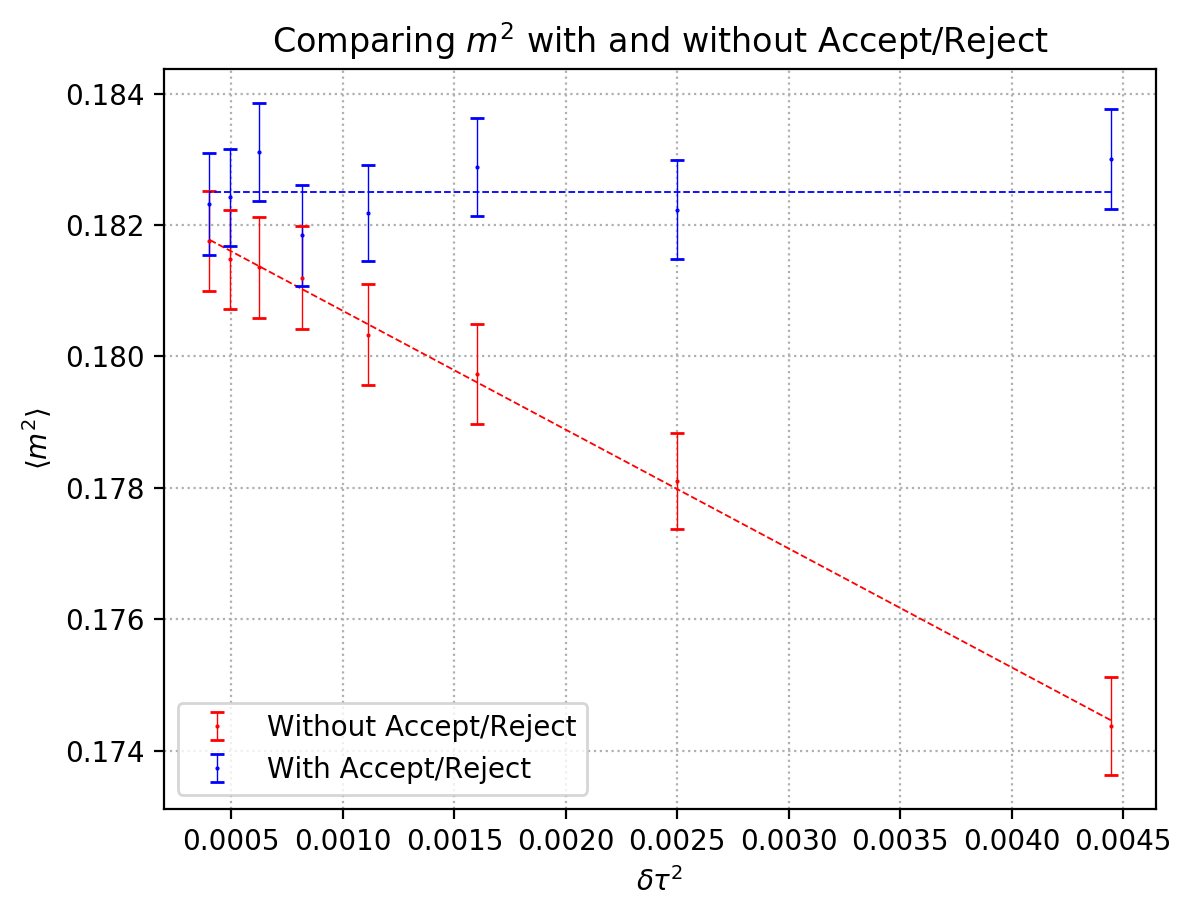 Comparing m² with and without Accept/Reject
0.184
0.182
0.180
0.178
0.176
0.174
⟨m²⟩
Without Accept/Reject
With Accept/Reject
0.0005 0.0010 0.0015 0.0020 0.0025 0.0030 0.0035 0.0040 0.0045
δτ²